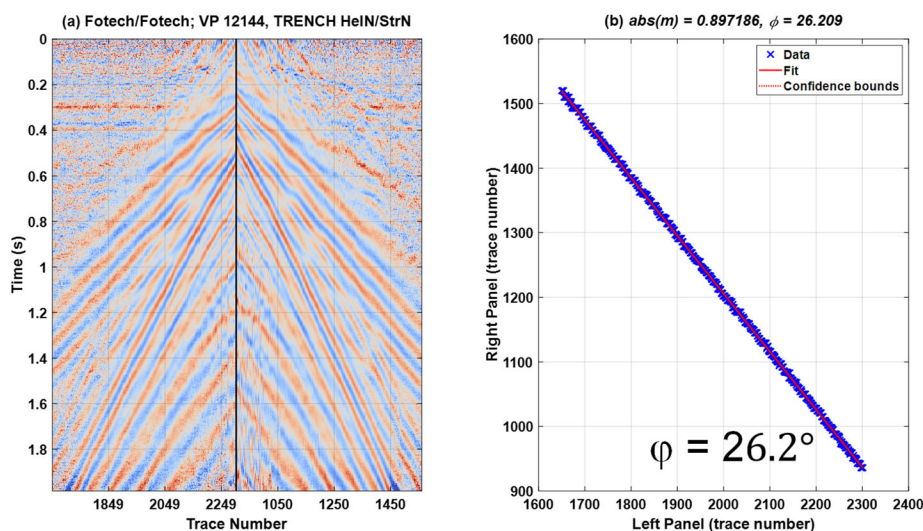 (a) Fotech/Fotech; VP 12144, TRENCH HelN/StrN
0
0.2
0.4
0.6
0.8
1
1.2
1.4
1.6
1.8
Time (s)
1849 2049 2249 1050 1250 1450
Trace Number
(b) abs(m) = 0.897186, ϕ = 26.209
1600
1500
1400
1300
1200
1100
1000
900
Right Panel (trace number)
Data
Fit
Confidence bounds
φ = 26.2°
1600 1700 1800 1900 2000 2100 2200 2300 2400
Left Panel (trace number)